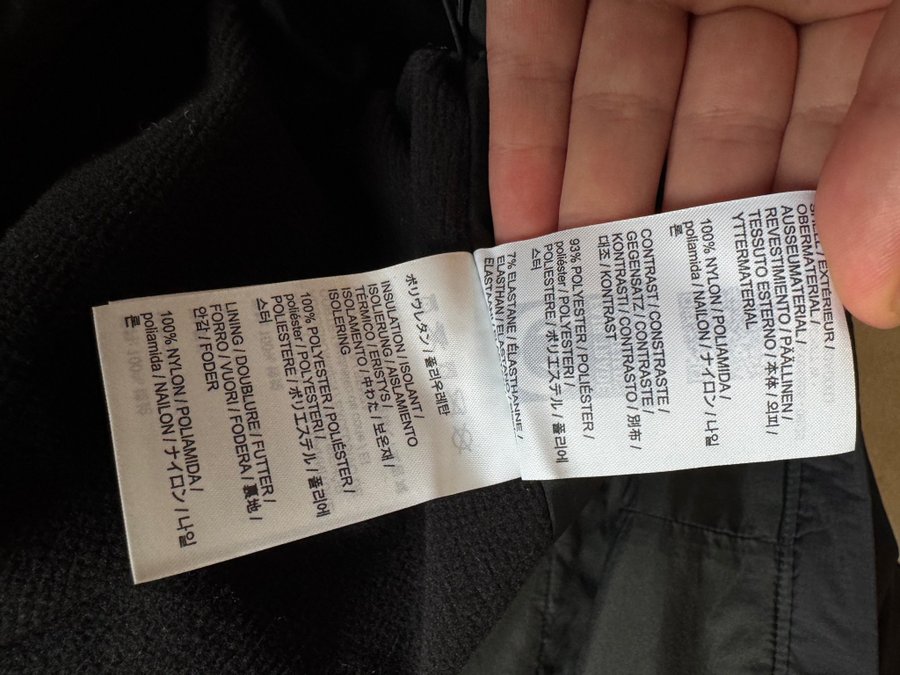 SHELL / EXTÉRIEUR /
OBERMATERIAL /
AUSSEUMATERIAL /
REVESTIMIENTO / PÄÄLLINEN /
TESSUTO ESTERNO / 本体 / 외피 /
YTTERMATERIAL
100% NYLON / POLIAMIDA /
poliamida / NAILON / ナイロン / 나일
론
CONTRAST / CONSTRASTE /
GEGENSATZ / CONTRASTE /
KONTRASTI / CONTRASTO / 別布 /
대조 / KONTRAST
93% POLYESTER / POLIÉSTER /
poliéster / POLYESTERI /
POLIESTERE / ポリエステル / 폴리에
스터
7% ELASTANE / ÉLASTHANNE /
ELASTHAN /
ポリウレタン / 폴리우레탄
INSULATION / ISOLANT /
ISOLIERUNG / AISLAMIENTO
TÉRMICO / ERISTYS /
ISOLAMENTO / 中わた / 보온재 /
ISOLERING
100% POLYESTER / POLIÉSTER /
poliéster / POLYESTERI /
POLIESTERE / ポリエステル / 폴리에
스터
LINING / DOUBLURE / FUTTER /
FORRO / VUORI / FODERA / 裏地 /
안감 / FODER
100% NYLON / POLIAMIDA /
poliamida / NAILON / ナイロン / 나일
론